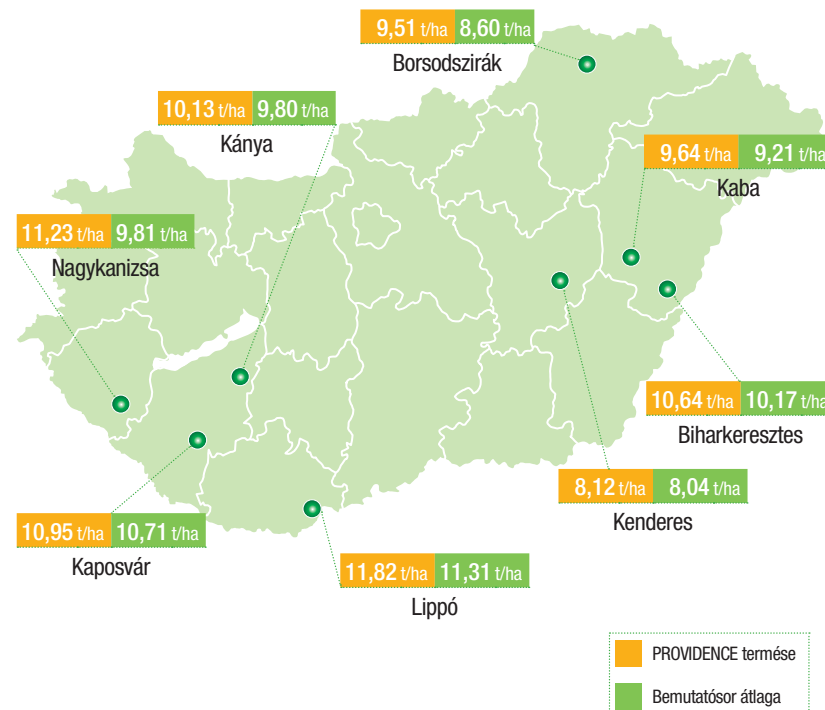 9,51 t/ha 8,60 t/ha
Borsodszirák
10,13 t/ha 9,80 t/ha
Kánya
9,64 t/ha 9,21 t/ha
Kaba
11,23 t/ha 9,81 t/ha
Nagykanizsa
10,64 t/ha 10,17 t/ha
Biharkeresztes
8,12 t/ha 8,04 t/ha
Kenderes
10,95 t/ha 10,71 t/ha
Kaposvár
11,82 t/ha 11,31 t/ha
Lippó
PROVIDENCE termése
Bemutatósor átlaga